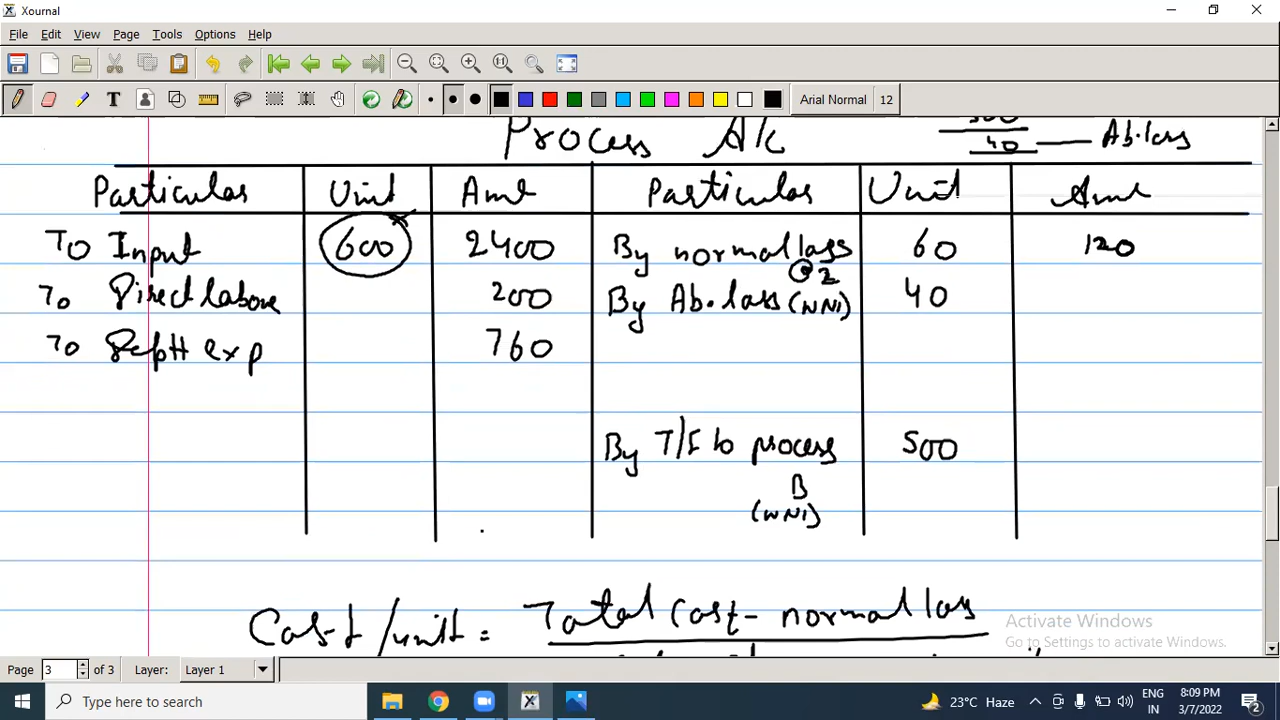 Xournal
File Edit View Page Tools Options Help
Arial Normal 12
Process A/c
40 — Ab.loss
Particulas Unit Amt Particulas Unit Amt
To Input 600 2400 By normal loss 60 120
@ 2
To Direct laboue 200 By Ab.loss (WN1) 40
To exp 760
By T/F to process 500
B
(WN1)
Cost/unit = Total Cost - normal loss
Activate Windows
Go to Settings to activate Windows.
Page 3 of 3 Layer: Layer 1
Type here to search
23°C Haze
ENG
IN
8:09 PM
3/7/2022
2